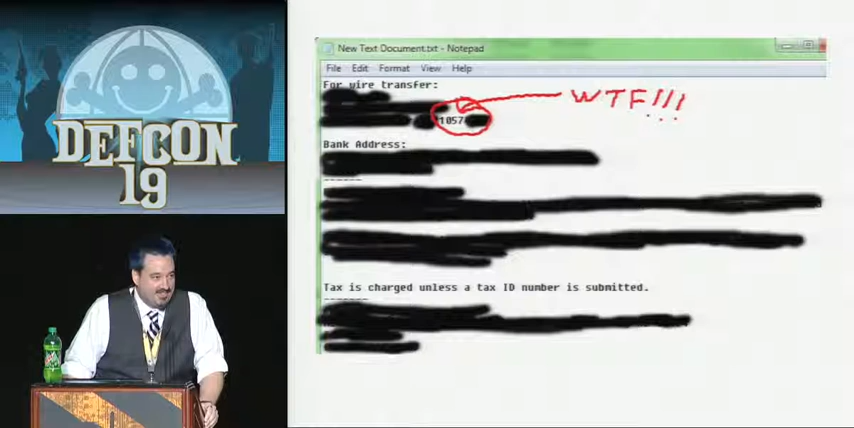 DEFCON
19
New Text Document.txt - Notepad
File Edit Format View Help
For wire transfer:
WTF!!!
1057
Bank Address:
------
Tax is charged unless a tax ID number is submitted.
-------